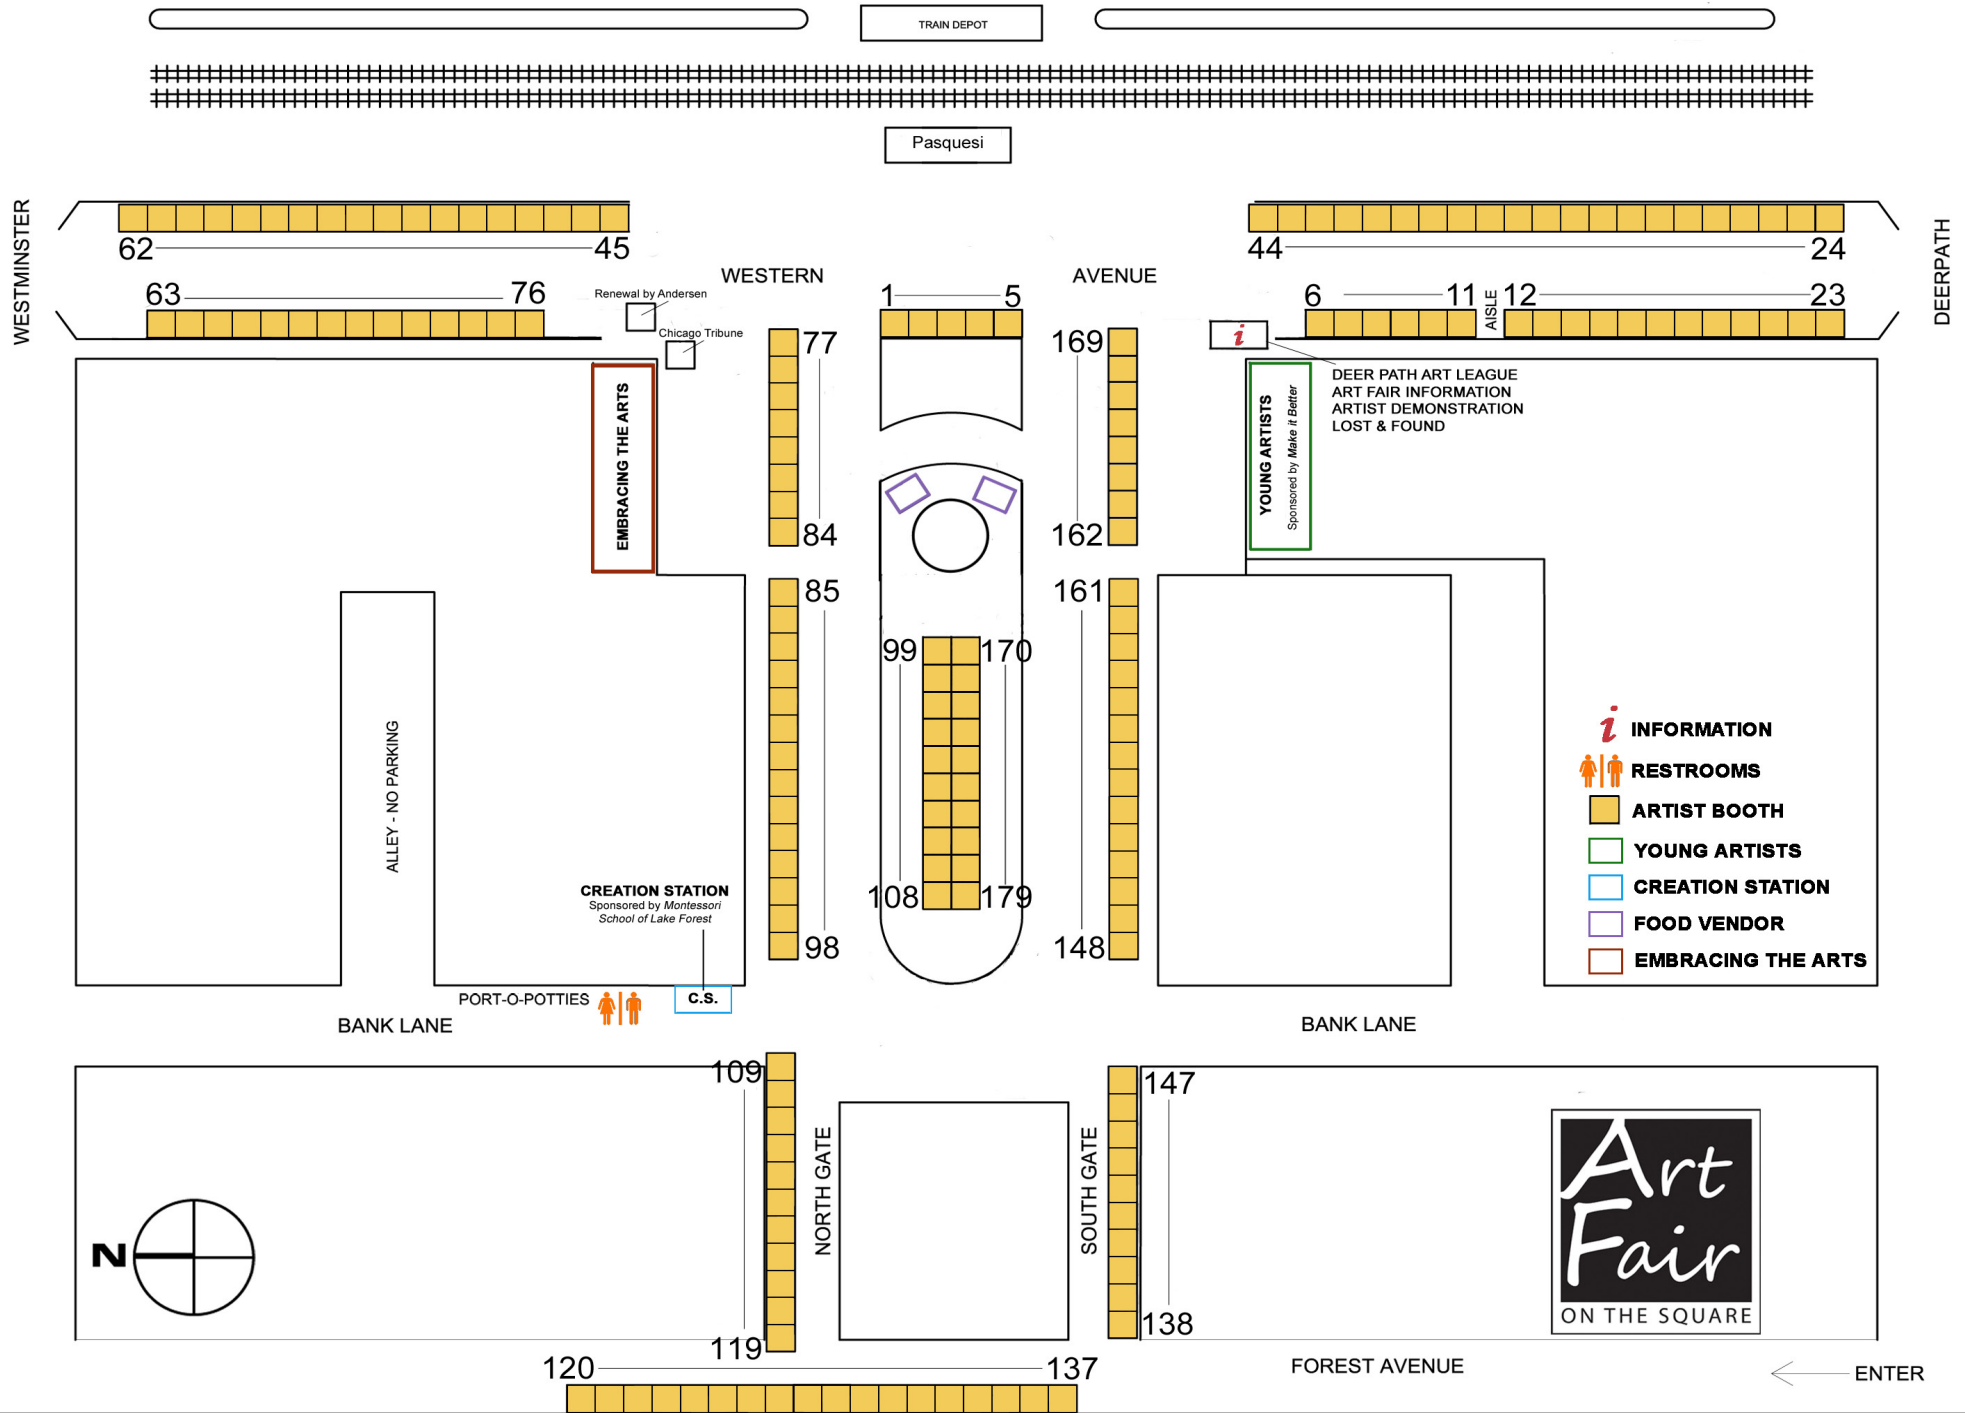 TRAIN DEPOT
Pasquesi
WESTMINSTER
62
45
44
24
DEERPATH
WESTERN
AVENUE
63
76
Renewal by Andersen
Chicago Tribune
1
5
6
11
AISLE
12
23
77
169
i
DEER PATH ART LEAGUE
ART FAIR INFORMATION
ARTIST DEMONSTRATION
LOST & FOUND
EMBRACING THE ARTS
YOUNG ARTISTS
Sponsored by Make it Better
84
162
85
161
99
170
ALLEY - NO PARKING
i INFORMATION
RESTROOMS
ARTIST BOOTH
YOUNG ARTISTS
CREATION STATION
FOOD VENDOR
EMBRACING THE ARTS
CREATION STATION
Sponsored by Montessori
School of Lake Forest
108
179
98
148
PORT-O-POTTIES
C.S.
BANK LANE
BANK LANE
109
147
NORTH GATE
SOUTH GATE
N
Art
Fair
ON THE SQUARE
119
138
120
137
FOREST AVENUE
ENTER